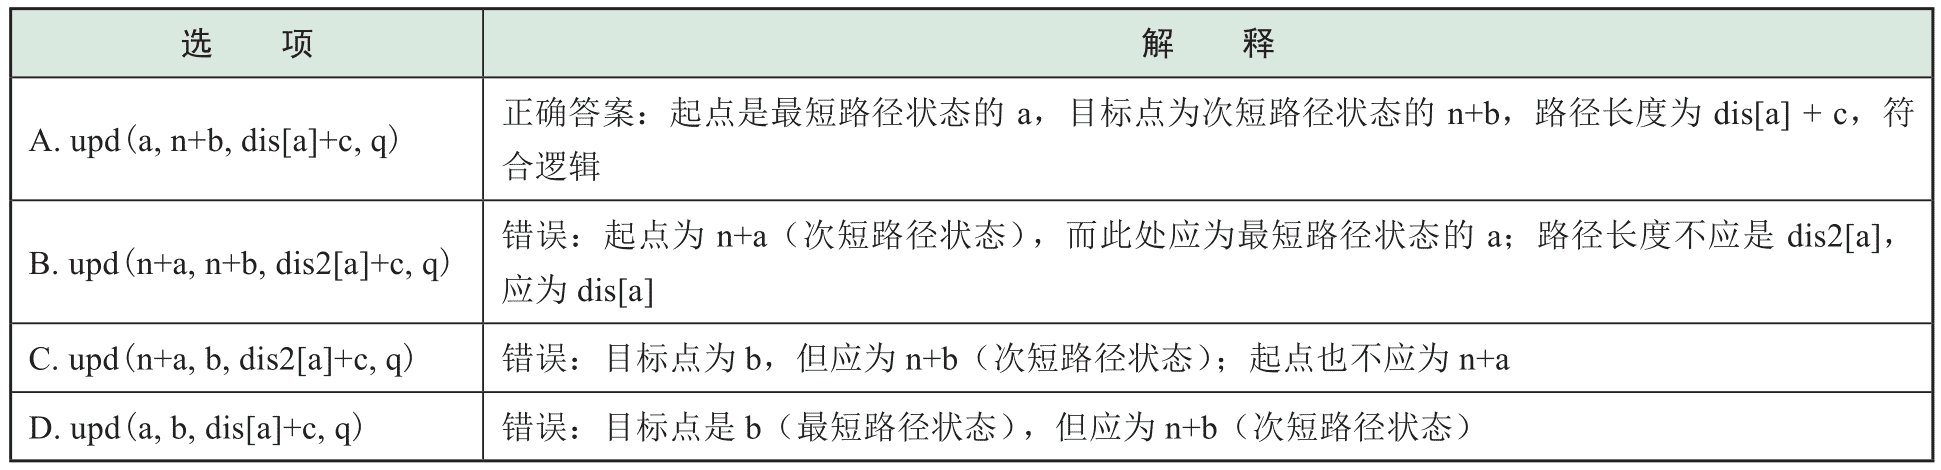 选 项
解 释
A. upd(a, n+b, dis[a]+c, q)
正确答案：起点是最短路径状态的 a，目标点为次短路径状态的 n+b，路径长度为 dis[a] + c，符
合逻辑
B. upd(n+a, n+b, dis2[a]+c, q)
错误：起点为 n+a（次短路径状态），而此处应为最短路径状态的 a；路径长度不应是 dis2[a]，
应为 dis[a]
C. upd(n+a, b, dis2[a]+c, q)
错误：目标点为 b，但应为 n+b（次短路径状态）；起点也不应为 n+a
D. upd(a, b, dis[a]+c, q)
错误：目标点是 b（最短路径状态），但应为 n+b（次短路径状态）